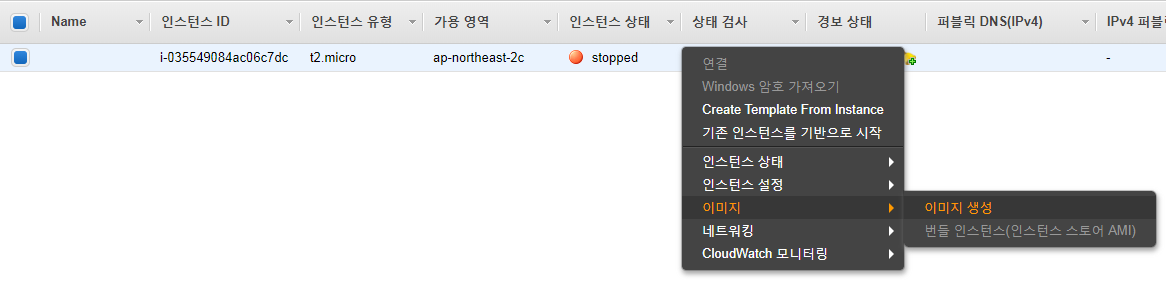 Name 인스턴스 ID 인스턴스 유형 가용 영역 인스턴스 상태 상태 검사 경보 상태 퍼블릭 DNS(IPv4) IPv4 퍼블릭
i-035549084ac06c7dc t2.micro ap-northeast-2c stopped -
연결
Windows 암호 가져오기
Create Template From Instance
기존 인스턴스를 기반으로 시작
인스턴스 상태
인스턴스 설정
이미지
네트워킹
CloudWatch 모니터링
이미지 생성
번들 인스턴스(인스턴스 스토어 AMI)